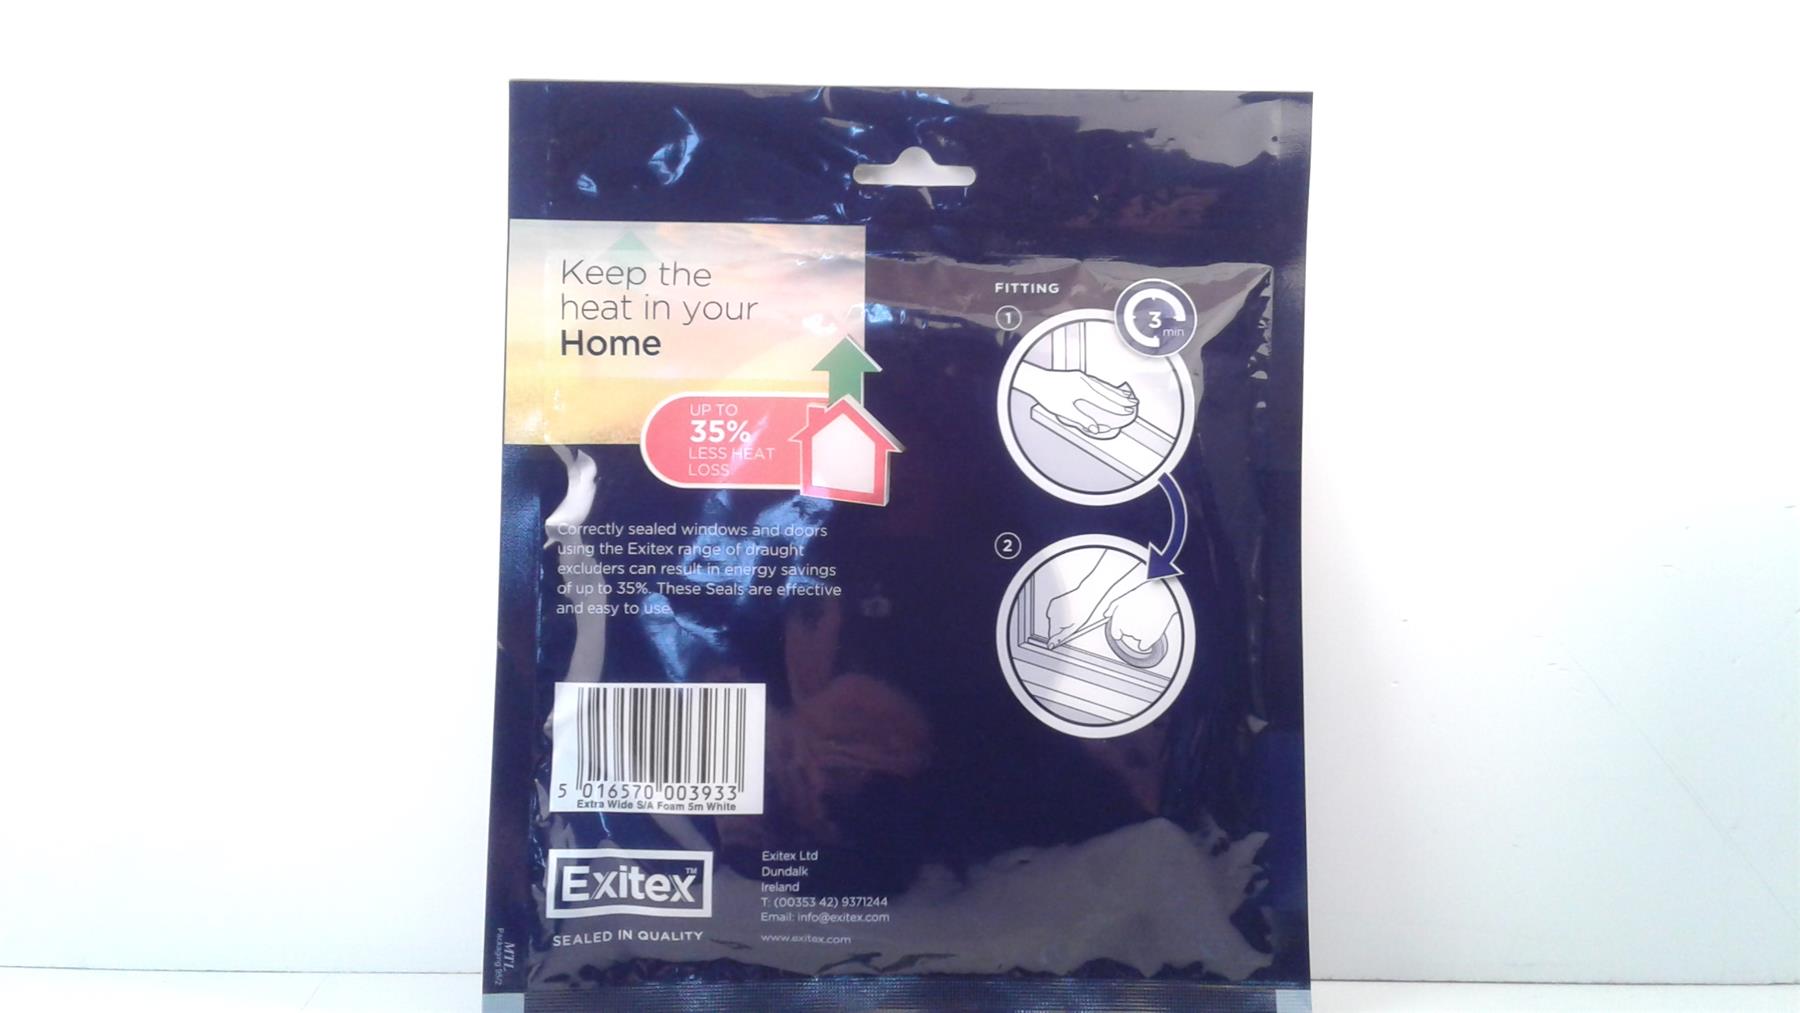 Keep the
heat in your
Home
UP TO
35%
LESS HEAT
LOSS
Correctly sealed windows and doors
using the Exitex range of draught
excluders can result in energy savings
of up to 35%. These Seals are effective
and easy to use.
5 016570 003933
Extra Wide S/A Foam 5m White
Exitex™
SEALED IN QUALITY
Exitex Ltd
Dundalk
Ireland
T: (00353 42) 9371244
Email: info@exitex.com
www.exitex.com
FITTING
1
3
min
2
MTL
Packaging